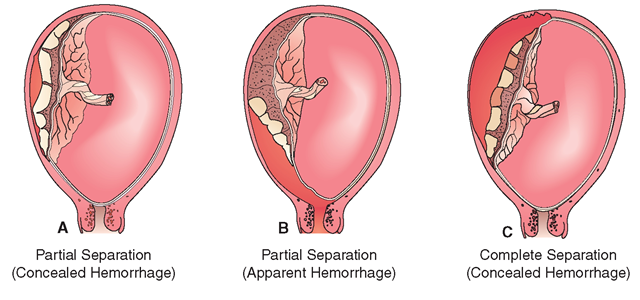 A
Partial Separation
(Concealed Hemorrhage)
B
Partial Separation
(Apparent Hemorrhage)
C
Complete Separation
(Concealed Hemorrhage)